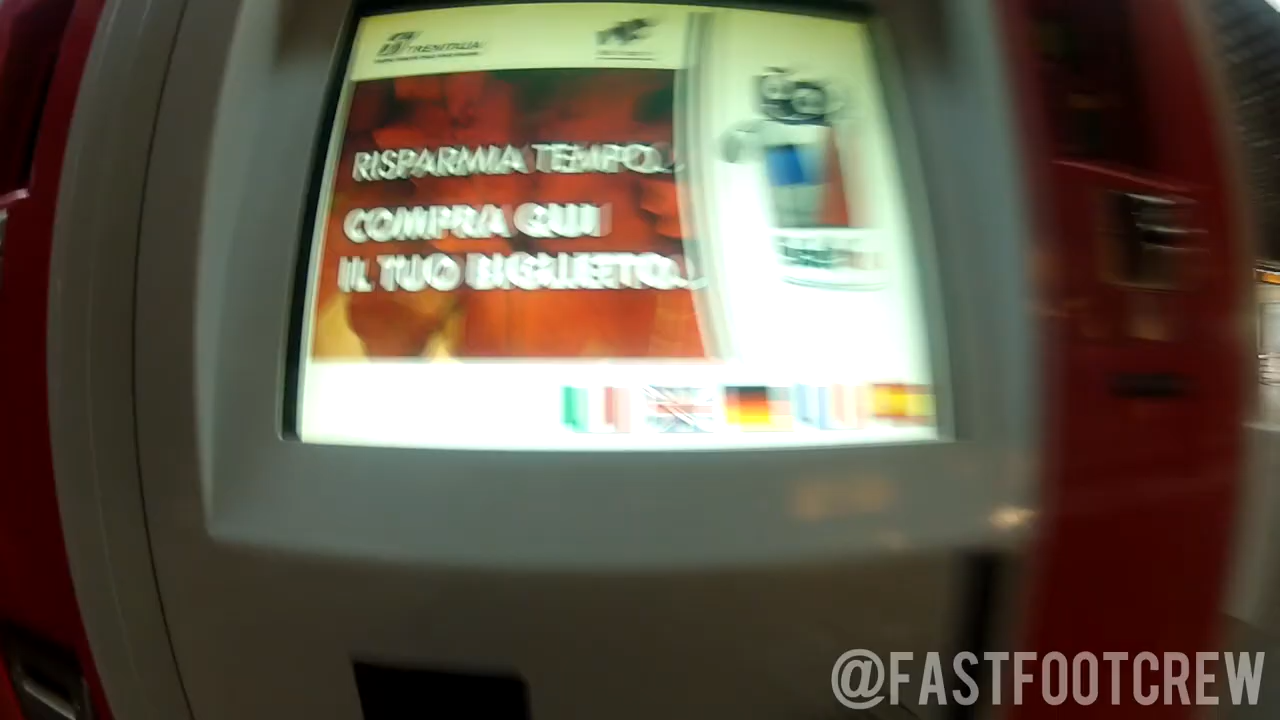 TRENITALIA
RISPARMIA TEMPO...
COMPRA QUI
IL TUO BIGLIETTO...
@FASTFOOTCREW